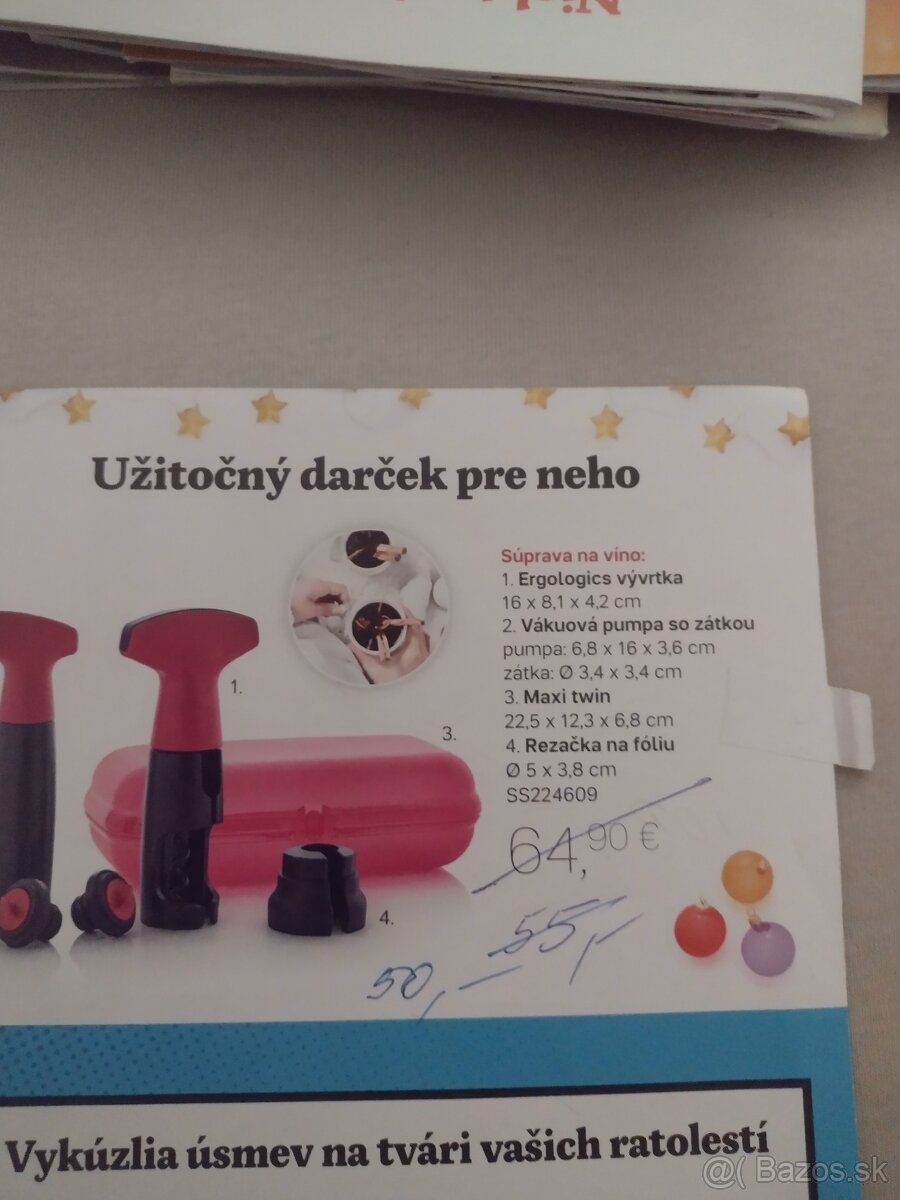 Užitočný darček pre neho
Súprava na víno:
1. Ergologics vývrtka
16 x 8,1 x 4,2 cm
2. Vákuová pumpa so zátkou
pumpa: 6,8 x 16 x 3,6 cm
zátka: Ø 3,4 x 3,4 cm
3. Maxi twin
22,5 x 12,3 x 6,8 cm
4. Rezačka na fóliu
Ø 5 x 3,8 cm
SS224609
64,90 €
55,-
50,-
1.
3.
4.
Vykúzlia úsmev na tvári vašich ratolestí
@( Bazos.sk